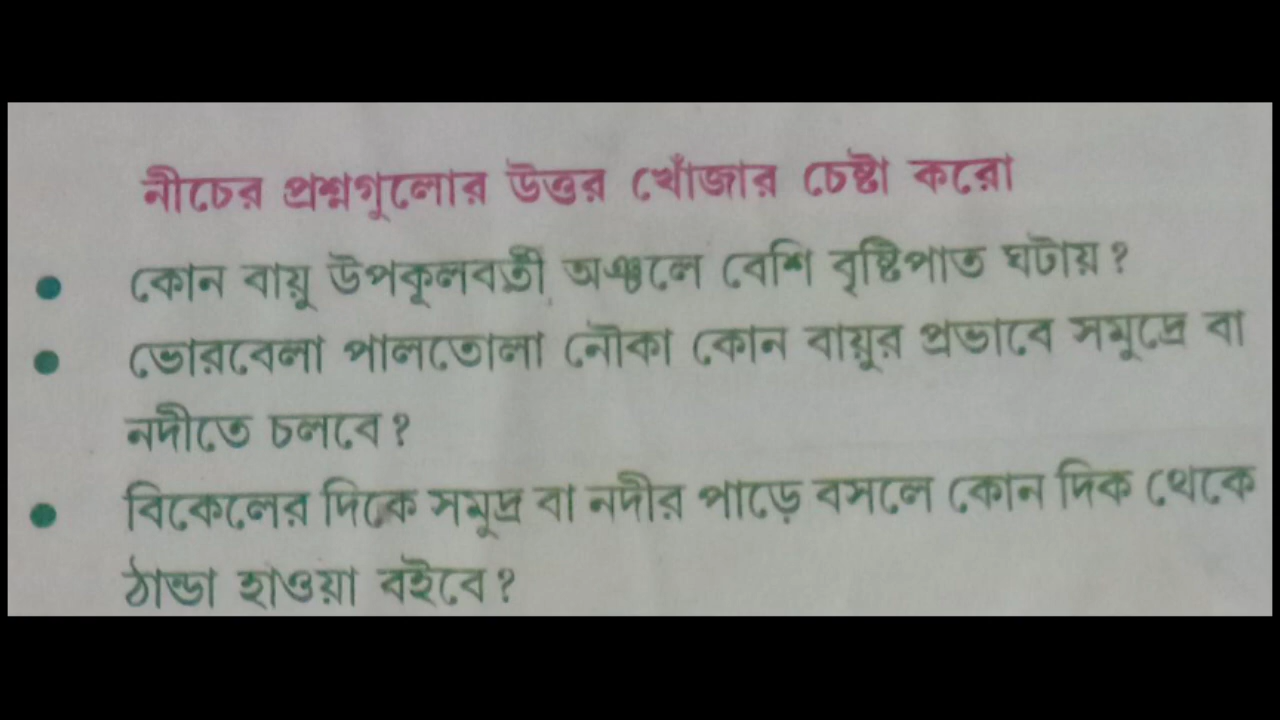 নীচের প্রশ্নগুলোর উত্তর খোঁজার চেষ্টা করো
কোন বায়ু উপকূলবর্তী অঞ্চলে বেশি বৃষ্টিপাত ঘটায়?
ভোরবেলা পালতোলা নৌকা কোন বায়ুর প্রভাবে সমুদ্রে বা
নদীতে চলবে?
বিকেলের দিকে সমুদ্র বা নদীর পাড়ে বসলে কোন দিক থেকে
ঠান্ডা হাওয়া বইবে?